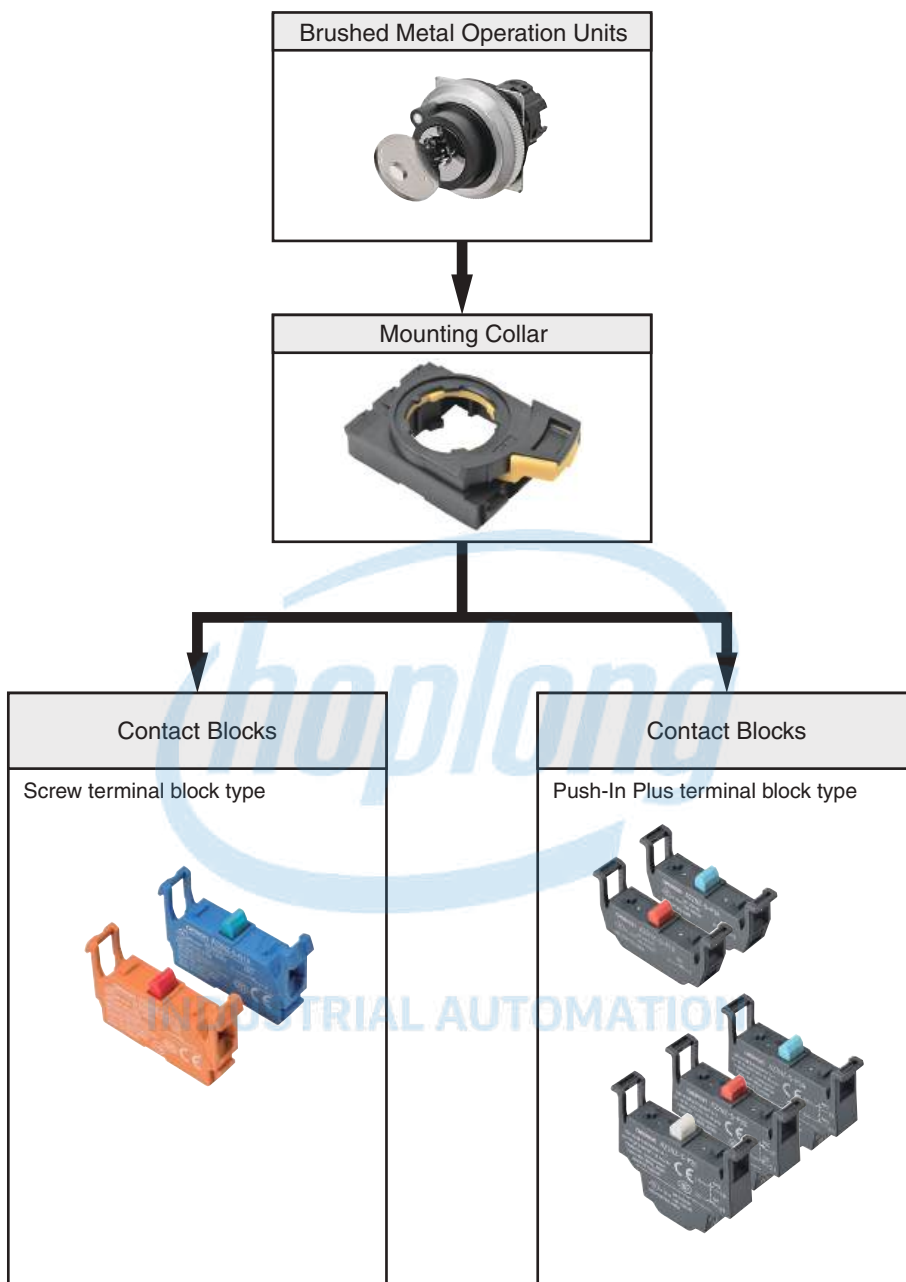 Brushed Metal Operation Units
Mounting Collar
hoplong
INDUSTRIAL AUTOMATION
Contact Blocks
Screw terminal block type
Contact Blocks
Push-In Plus terminal block type